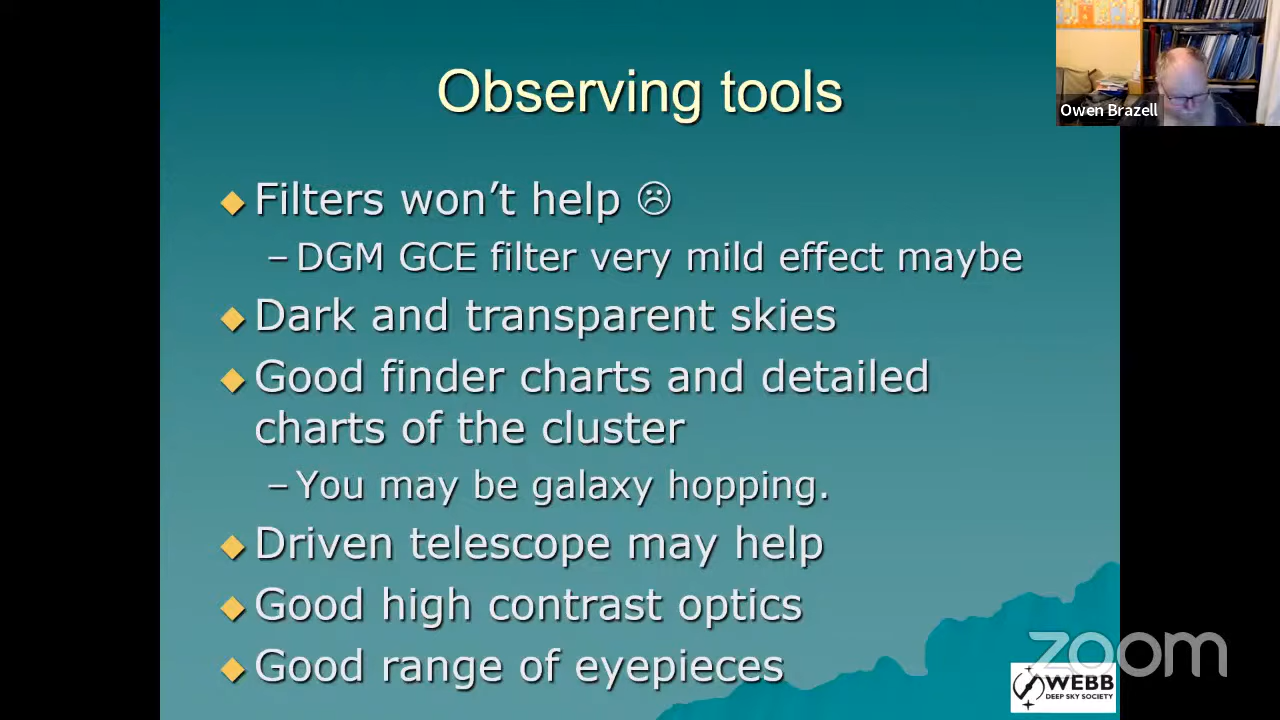 Observing tools
Owen Brazell
Filters won't help ☹
–DGM GCE filter very mild effect maybe
Dark and transparent skies
Good finder charts and detailed
charts of the cluster
–You may be galaxy hopping.
Driven telescope may help
Good high contrast optics
Good range of eyepieces
zoom
WEBB
DEEP SKY SOCIETY